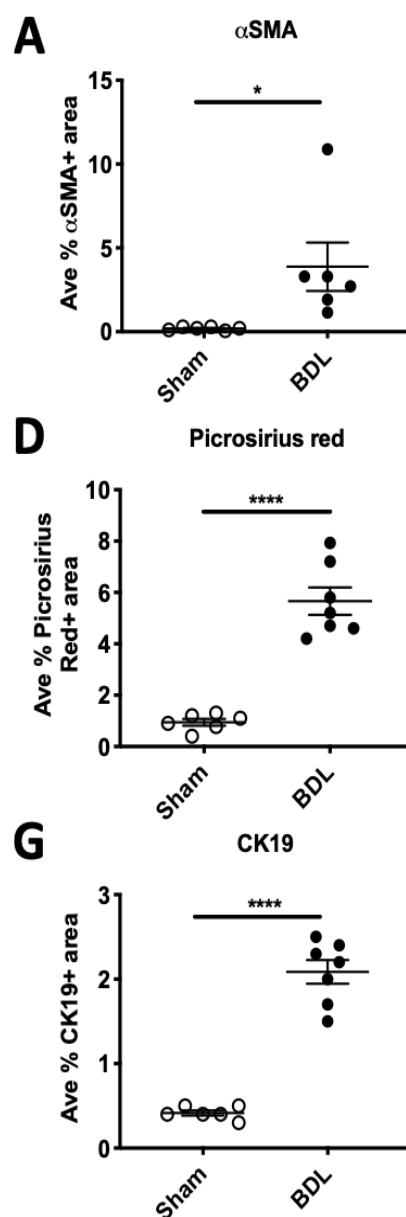 A
αSMA
Ave % αSMA+ area
15
10
5
0
*
Sham
BDL
D
Picrosirius red
Ave % Picrosirius
Red+ area
10
8
6
4
2
0
****
Sham
BDL
G
CK19
Ave % CK19+ area
3
2
1
0
****
Sham
BDL